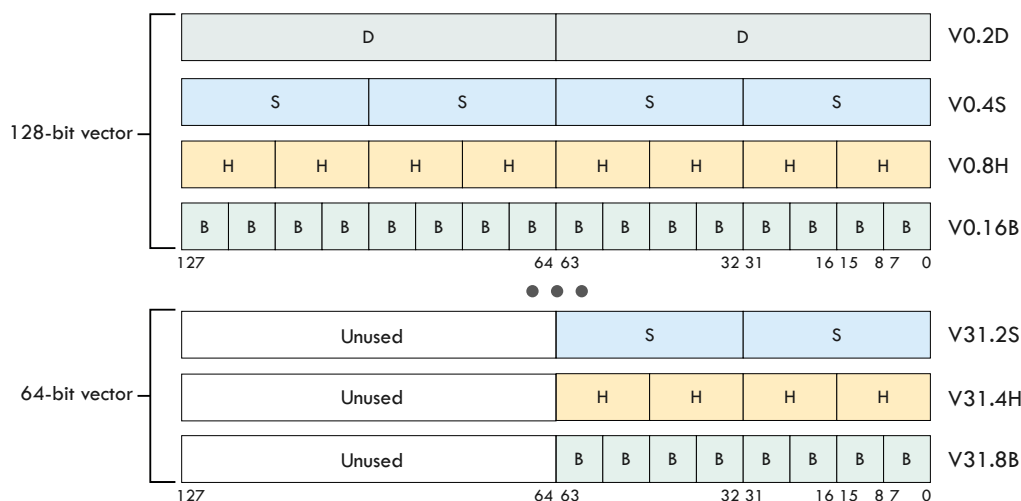 D D V0.2D
S S S S V0.4S
128-bit vector
H H H H H H H H V0.8H
B B B B B B B B B B B B B B B B V0.16B
127 64 63 32 31 16 15 8 7 0
Unused S S V31.2S
64-bit vector Unused H H H H V31.4H
Unused B B B B B B B B V31.8B
127 64 63 32 31 16 15 8 7 0